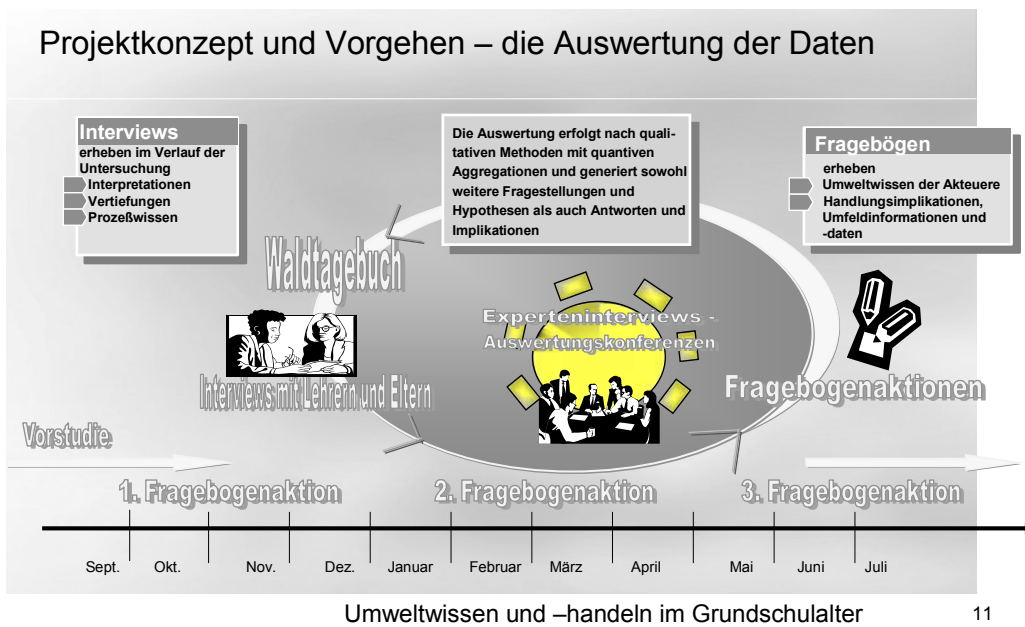 Projektkonzept und Vorgehen – die Auswertung der Daten
Interviews
erheben im Verlauf der
Untersuchung
Interpretationen
Vertiefungen
Prozeßwissen
Die Auswertung erfolgt nach quali-
tativen Methoden mit quantiven
Aggregationen und generiert sowohl
weitere Fragestellungen und
Hypothesen als auch Antworten und
Implikationen
Fragebögen
erheben
Umweltwissen der Akteuere
Handlungsimplikationen,
Umfeldinformationen und
-daten
Waldtagebuch
Experteninterviews -
Auswertungskonferenzen
Interviews mit Lehrern und Eltern
Fragebogenaktionen
Vorstudie
1. Fragebogenaktion
2. Fragebogenaktion
3. Fragebogenaktion
Sept. Okt. Nov. Dez. Januar Februar März April Mai Juni Juli
Umweltwissen und –handeln im Grundschulalter
11